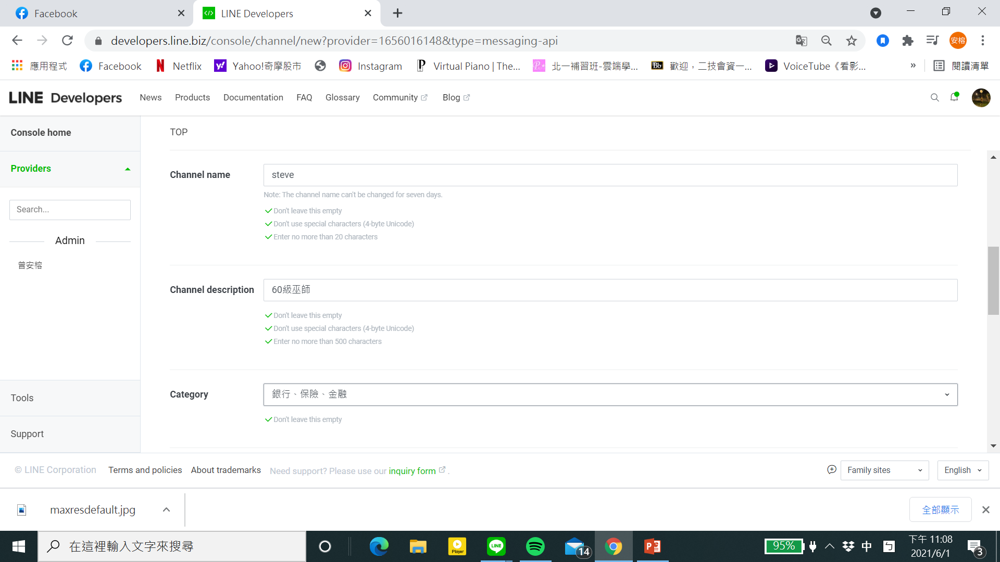 Facebook
LINE Developers
developers.line.biz/console/channel/new?provider=1656016148&type=messaging-api
安榕
應用程式
Facebook
Netflix
Yahoo!奇摩股市
Instagram
Virtual Piano | The...
北一補習班-雲端學...
Bb
歡迎，二技會資一...
VoiceTube《看影...
»
閱讀清單
LINE Developers
News
Products
Documentation
FAQ
Glossary
Community
Blog
Console home
Providers
Search...
Admin
曾安榕
Tools
Support
TOP
Channel name
steve
Note: The channel name can't be changed for seven days.
Don't leave this empty
Don't use special characters (4-byte Unicode)
Enter no more than 20 characters
Channel description
60級巫師
Don't leave this empty
Don't use special characters (4-byte Unicode)
Enter no more than 500 characters
Category
銀行、保險、金融
Don't leave this empty
© LINE Corporation
Terms and policies
About trademarks
Need support? Please use our inquiry form .
Family sites
English
maxresdefault.jpg
全部顯示
在這裡輸入文字來搜尋
Player
LINE
14
95%
中
ㄅ
下午 11:08
2021/6/1
3